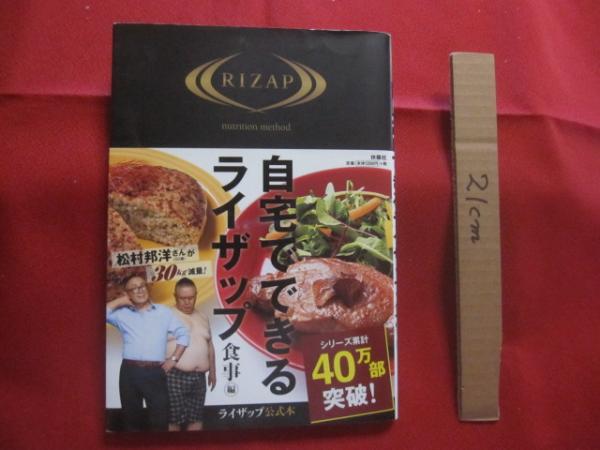 RIZAP
nutrition method
扶桑社
自宅でできる
ライザップ
食事編
松村邦洋さんが
30kg減量!
シリーズ累計
40万部
突破!
ライザップ公式本
21cm